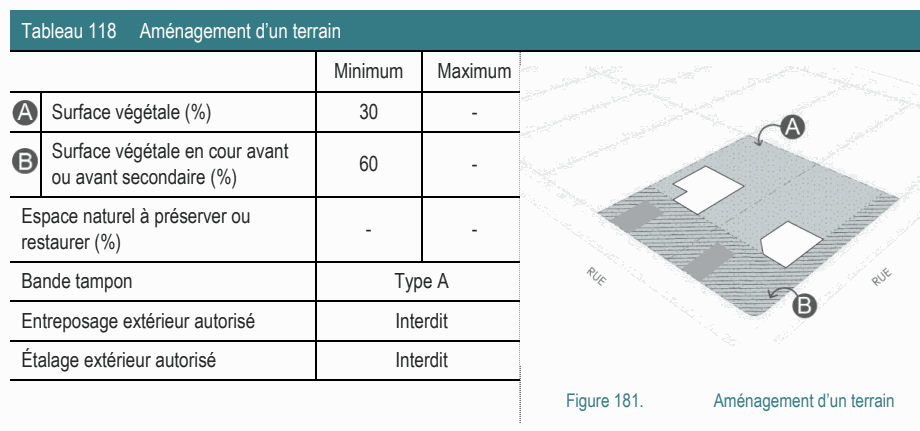 Tableau 118 Aménagement d'un terrain
Minimum Maximum
A Surface végétale (%) 30 -
B Surface végétale en cour avant
ou avant secondaire (%) 60 -
Espace naturel à préserver ou
restaurer (%) - -
Bande tampon Type A
Entreposage extérieur autorisé Interdit
Étalage extérieur autorisé Interdit
A
RUE
RUE
B
Figure 181. Aménagement d'un terrain